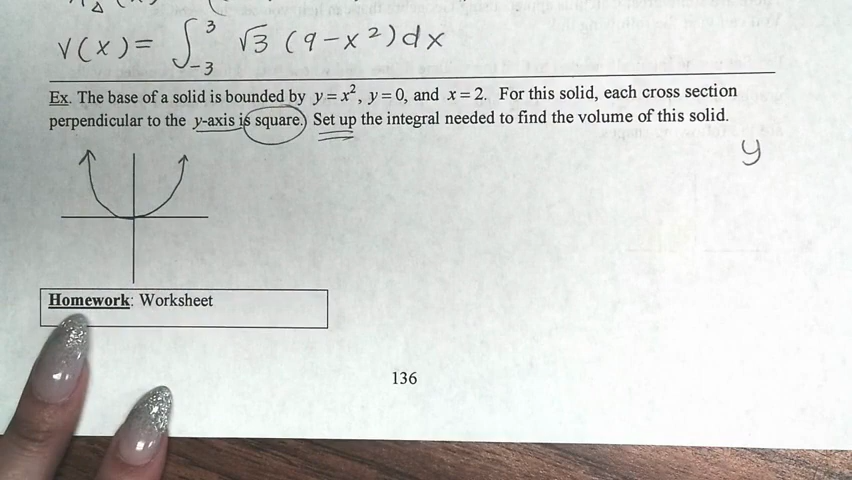 V(x) = ∫₋₃³ √3 (9-x²)dx
Ex. The base of a solid is bounded by y = x², y = 0, and x = 2. For this solid, each cross section
perpendicular to the y-axis is square. Set up the integral needed to find the volume of this solid.
y
Homework: Worksheet
136